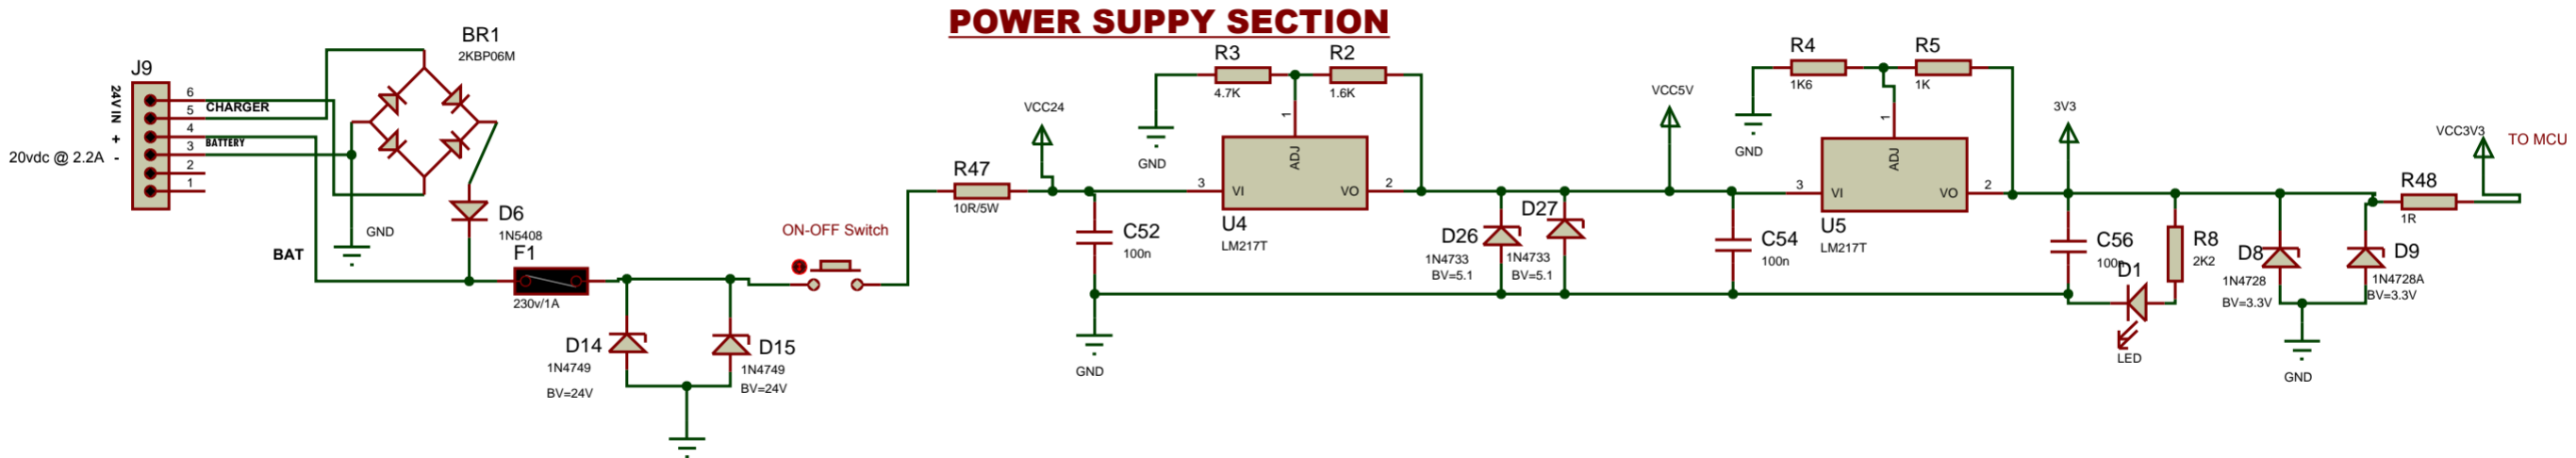 POWER SUPPY SECTION
J9
24V IN
+
-
20vdc @ 2.2A
6
5
4
3
2
1
CHARGER
BATTERY
BR1
2KBP06M
GND
BAT
D6
1N5408
F1
230v/1A
D14
1N4749
BV=24V
D15
1N4749
BV=24V
ON-OFF Switch
R47
10R/5W
VCC24
C52
100n
GND
R3
4.7K
R2
1.6K
GND
1
ADJ
3
VI
VO
2
U4
LM217T
D26
1N4733
BV=5.1
D27
1N4733
BV=5.1
VCC5V
C54
100n
R4
1K6
R5
1K
GND
1
ADJ
3
VI
VO
2
U5
LM217T
3V3
C56
100n
D1
LED
R8
2K2
D8
1N4728
BV=3.3V
D9
1N4728A
BV=3.3V
GND
R48
1R
VCC3V3
TO MCU